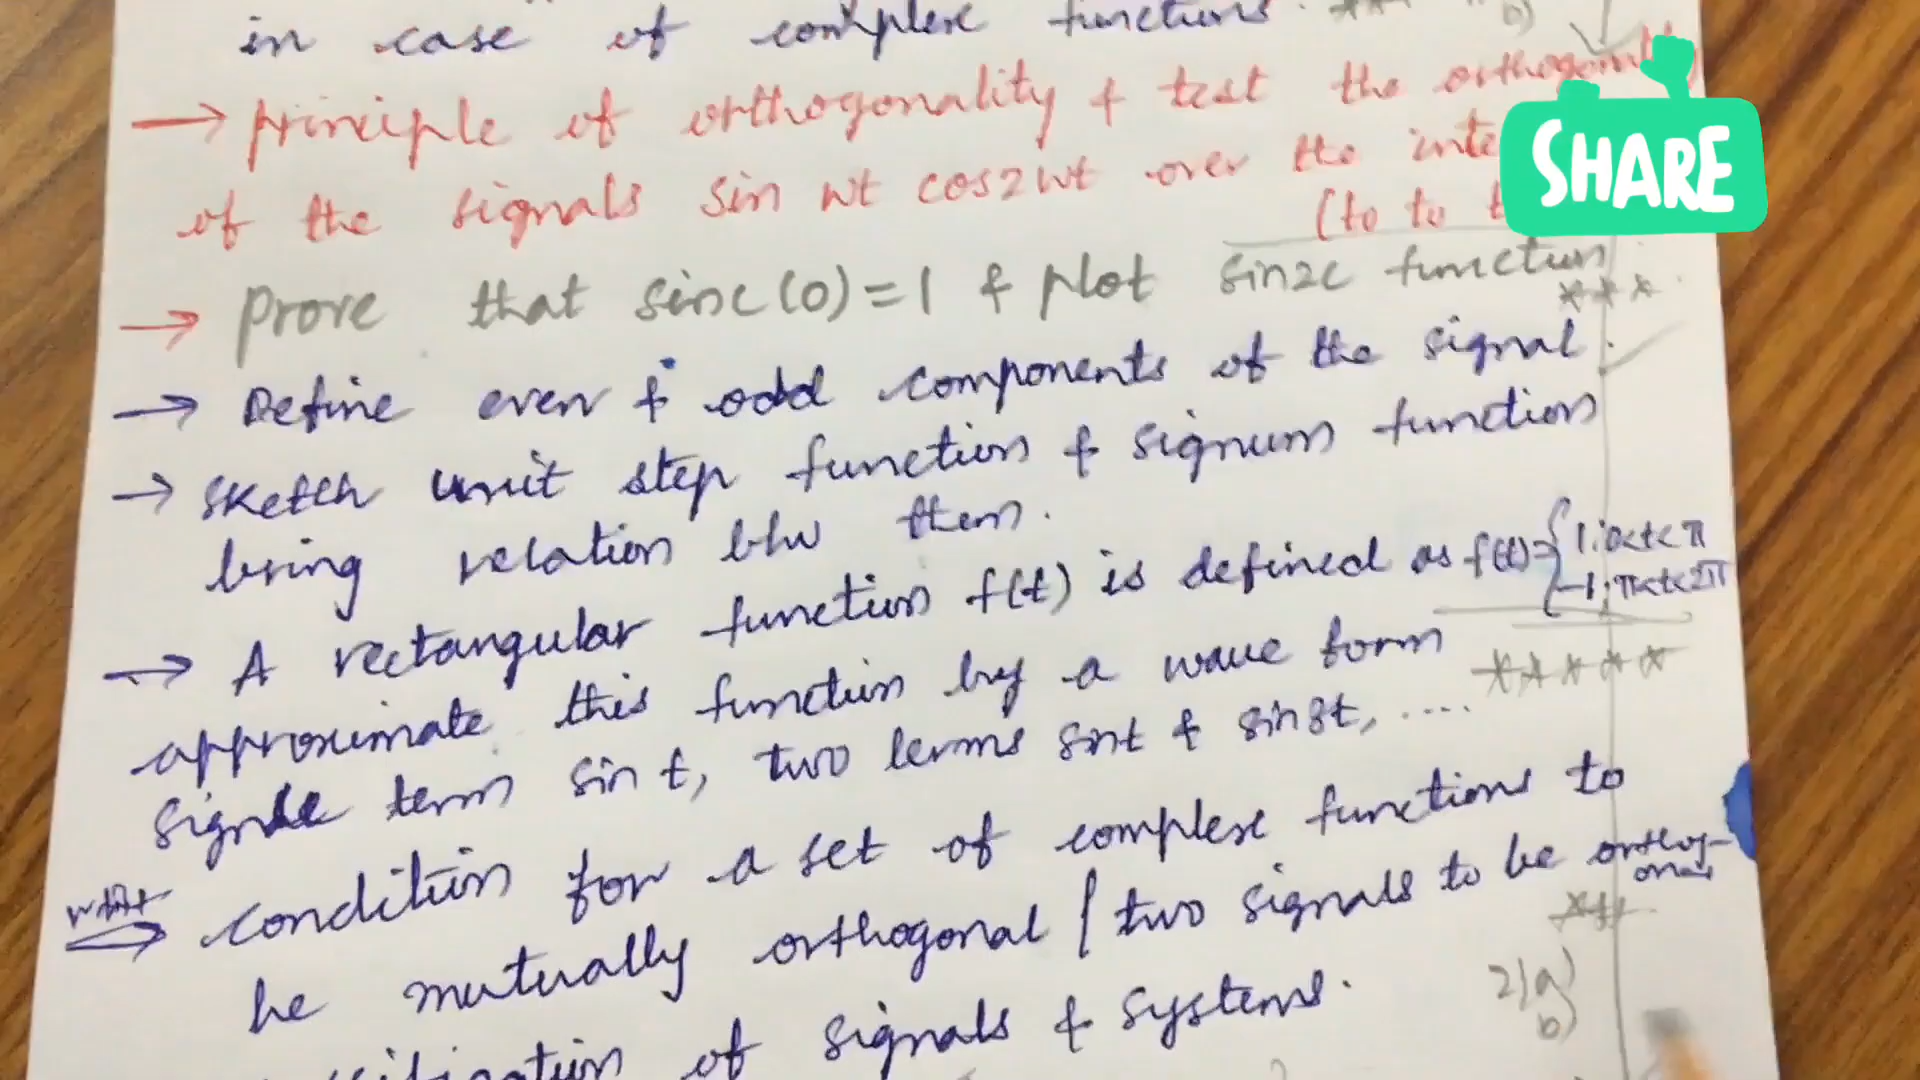 in case of complex functions. ***
b)
→ principle of orthogonality & test the orthogonality
of the signals sin wt cos2wt over the
(to to
SHARE
→ prove that sinc(0)=1 & plot sinc function.
***
→ Define even & odd components of the signal.
→ sketch unit step function & signum function
bring relation b/w them.
→ A rectangular function f(t) is defined as f(t)={1;0<t<π
-1;π<t<2π
approximate this function by a wave form
*****
signle term sin t, two terms sint & sin3t, ....
⇒ condition for a set of complex functions to
be mutually orthogonal / two signals to be orthog-
onal
***
of signals & systems.
2)a)
b)